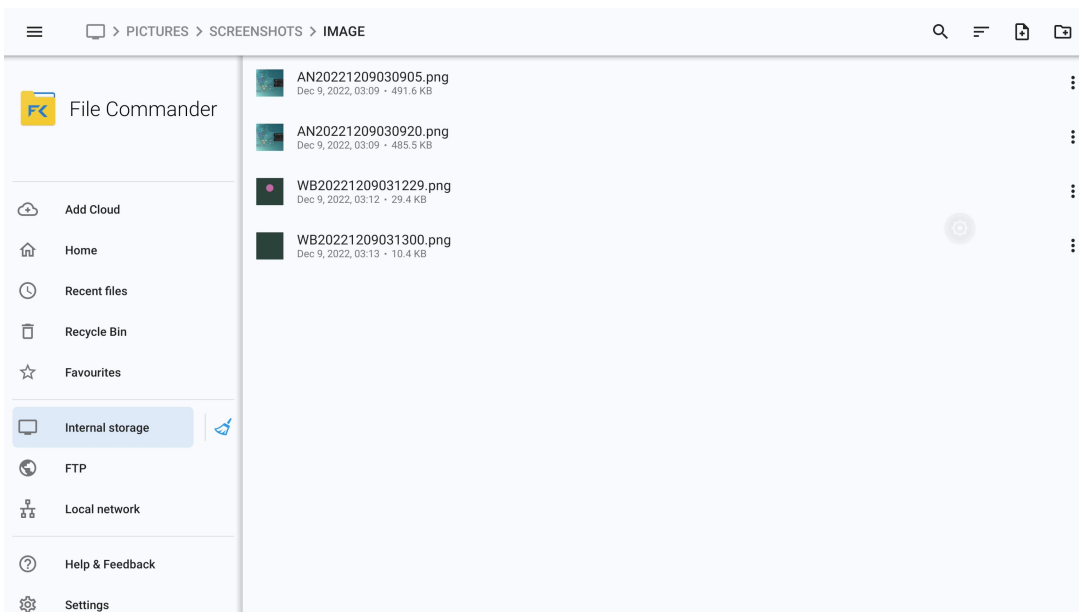 PICTURES > SCREENSHOTS > IMAGE
FK File Commander
Add Cloud
Home
Recent files
Recycle Bin
Favourites
Internal storage
FTP
Local network
Help & Feedback
Settings
AN20221209030905.png
Dec 9, 2022, 03:09 • 491.6 KB
AN20221209030920.png
Dec 9, 2022, 03:09 • 485.5 KB
WB20221209031229.png
Dec 9, 2022, 03:12 • 29.4 KB
WB20221209031300.png
Dec 9, 2022, 03:13 • 10.4 KB